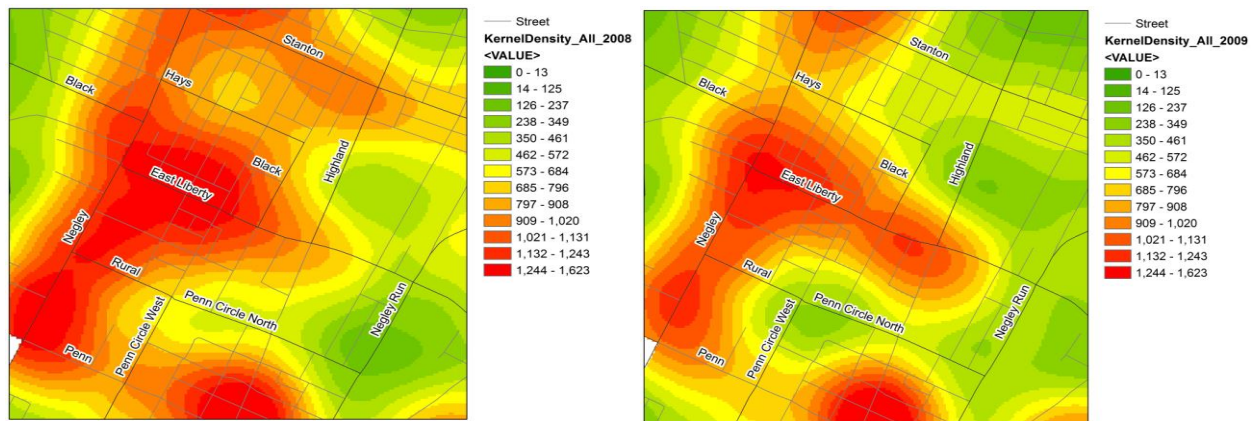 Stanton
Hays
Black
Black
Highland
East Liberty
Negley
Rural
Penn Circle North
Penn Circle West
Negley Run
Penn
Street
KernelDensity_All_2008
<VALUE>
0 - 13
14 - 125
126 - 237
238 - 349
350 - 461
462 - 572
573 - 684
685 - 796
797 - 908
909 - 1,020
1,021 - 1,131
1,132 - 1,243
1,244 - 1,623
Stanton
Hays
Black
Black
Highland
East Liberty
Negley
Rural
Penn Circle North
Penn Circle West
Negley Run
Penn
Street
KernelDensity_All_2009
<VALUE>
0 - 13
14 - 125
126 - 237
238 - 349
350 - 461
462 - 572
573 - 684
685 - 796
797 - 908
909 - 1,020
1,021 - 1,131
1,132 - 1,243
1,244 - 1,623